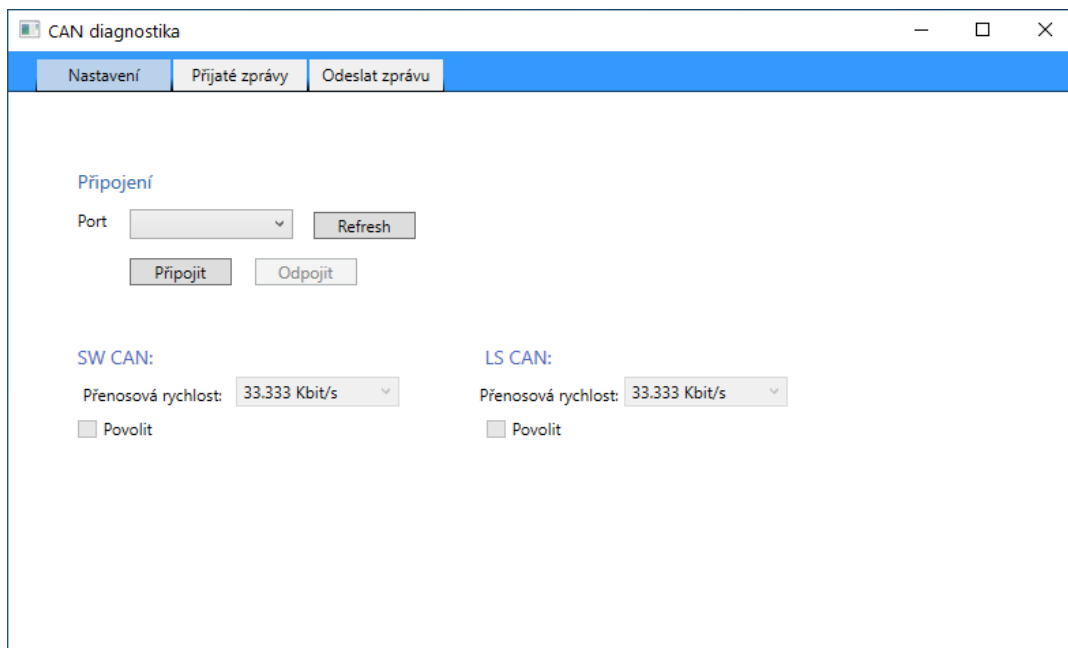 CAN diagnostika
Nastavení Přijaté zprávy Odeslat zprávu
Připojení
Port Refresh
Připojit Odpojit
SW CAN: LS CAN:
Přenosová rychlost: 33.333 Kbit/s Přenosová rychlost: 33.333 Kbit/s
Povolit Povolit